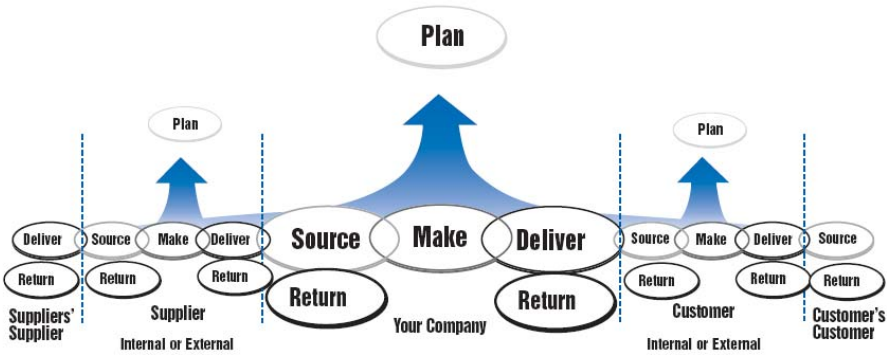 Plan
Plan
Plan
Deliver
Source
Make
Deliver
Source
Make
Deliver
Source
Make
Deliver
Source
Return
Return
Return
Return
Return
Return
Return
Return
Suppliers'
Supplier
Supplier
Internal or External
Your Company
Customer
Internal or External
Customer's
Customer